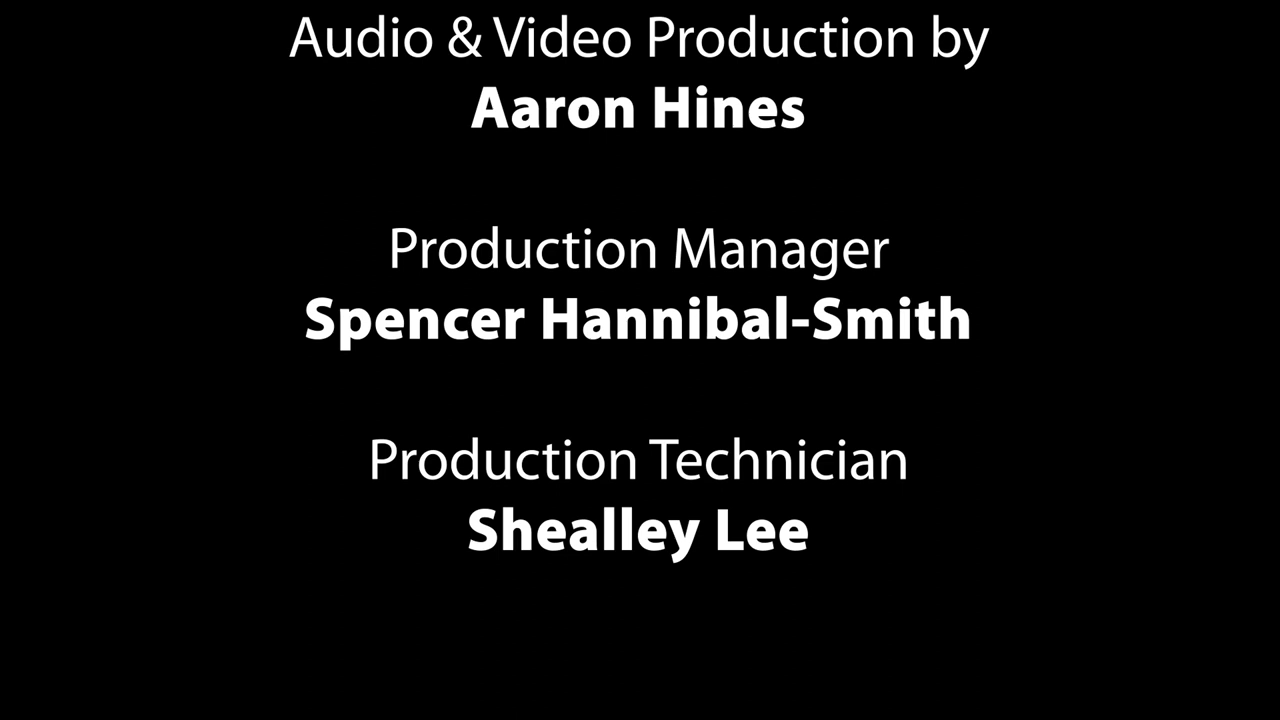 Audio & Video Production by
Aaron Hines
Production Manager
Spencer Hannibal-Smith
Production Technician
Shealley Lee